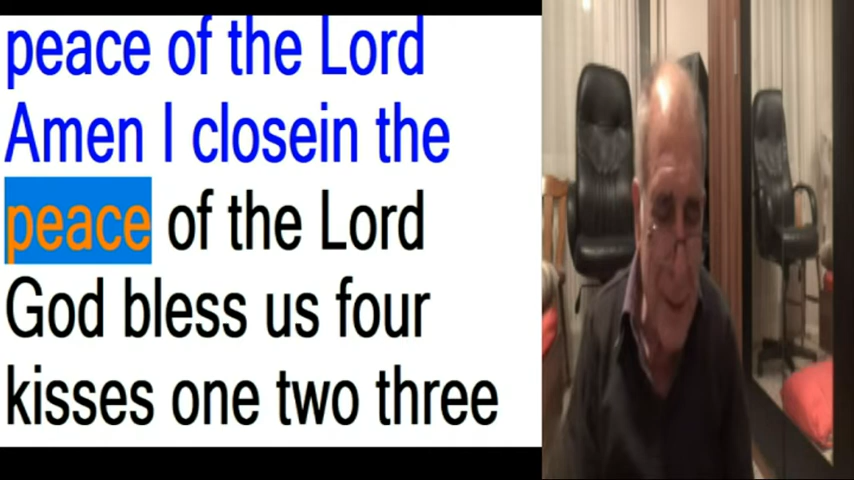 peace of the Lord
Amen I closein the
peace of the Lord
God bless us four
kisses one two three